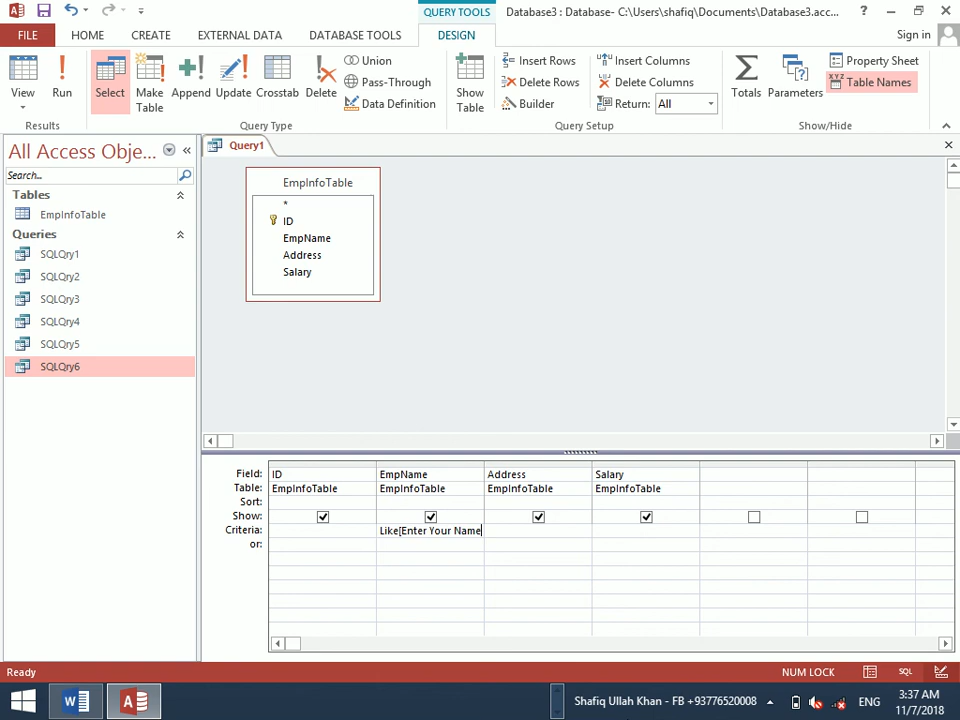 QUERY TOOLS
Database3 : Database- C:\Users\shafiq\Documents\Database3.acc...
?
FILE
HOME
CREATE
EXTERNAL DATA
DATABASE TOOLS
DESIGN
Sign in
View
Run
Select
Make Table
Append
Update
Crosstab
Delete
Union
Pass-Through
Data Definition
Show Table
Insert Rows
Delete Rows
Builder
Insert Columns
Delete Columns
Return: All
Totals
Parameters
Property Sheet
Table Names
Results
Query Type
Query Setup
Show/Hide
All Access Obje...
Search...
Tables
EmpInfoTable
Queries
SQLQry1
SQLQry2
SQLQry3
SQLQry4
SQLQry5
SQLQry6
Query1
EmpInfoTable
*
ID
EmpName
Address
Salary
Field: ID EmpName Address Salary
Table: EmpInfoTable EmpInfoTable EmpInfoTable EmpInfoTable
Sort:
Show:
Criteria: Like[Enter Your Name
or:
Ready
NUM LOCK
SQL
Shafiq Ullah Khan - FB +93776520008
ENG
3:37 AM
11/7/2018